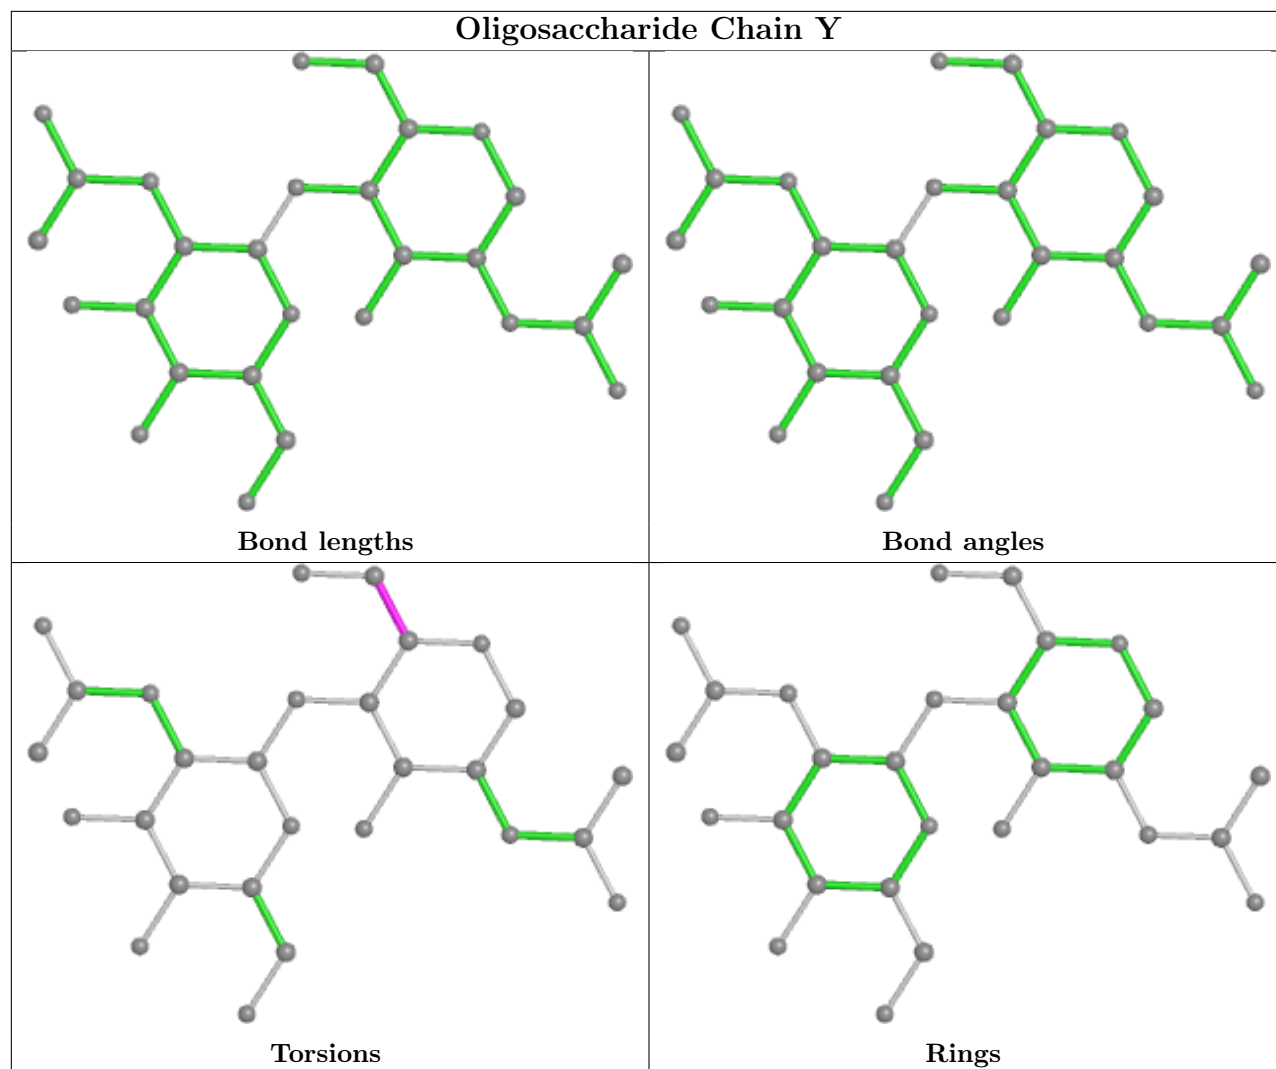 Oligosaccharide Chain Y
Bond lengths
Bond angles
Torsions
Rings